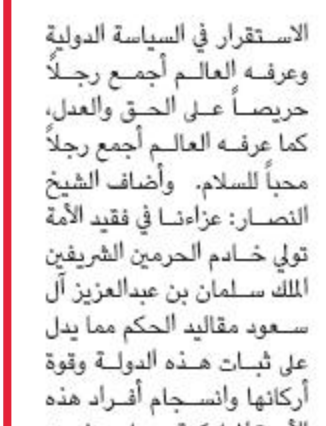 الاستقرار في السياسة الدولية
وعرفه العالم أجمع رجلاً
حريصاً على الحق والعدل،
كما عرفه العالم أجمع رجلاً
محباً للسلام. وأضاف الشيخ
النصار: عزاءنا في فقيد الأمة
تولي خادم الحرمين الشريفين
الملك سلمان بن عبدالعزيز آل
سعود مقاليد الحكم مما يدل
على ثبات هذه الدولة وقوة
أركانها وانسجام أفراد هذه